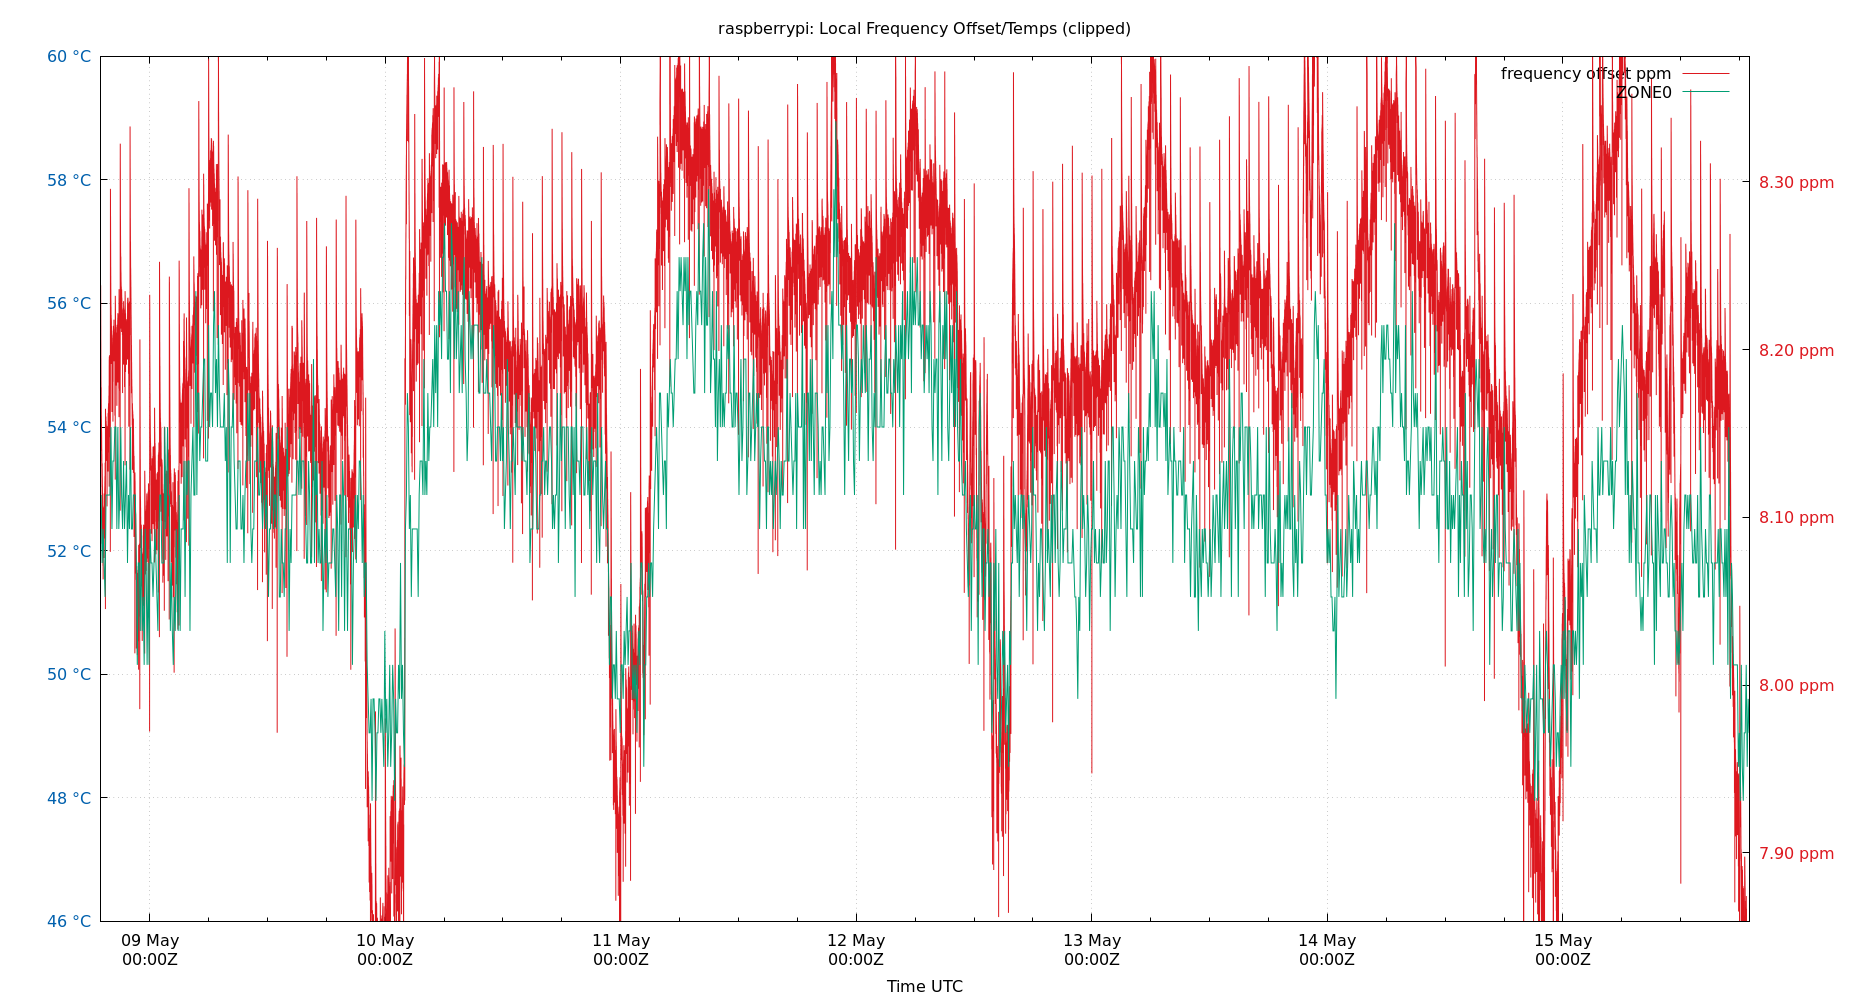 raspberrypi: Local Frequency Offset/Temps (clipped)
60 °C
58 °C
56 °C
54 °C
52 °C
50 °C
48 °C
46 °C
frequency offset ppm
ZONE0
8.30 ppm
8.20 ppm
8.10 ppm
8.00 ppm
7.90 ppm
09 May
00:00Z
10 May
00:00Z
11 May
00:00Z
12 May
00:00Z
13 May
00:00Z
14 May
00:00Z
15 May
00:00Z
Time UTC